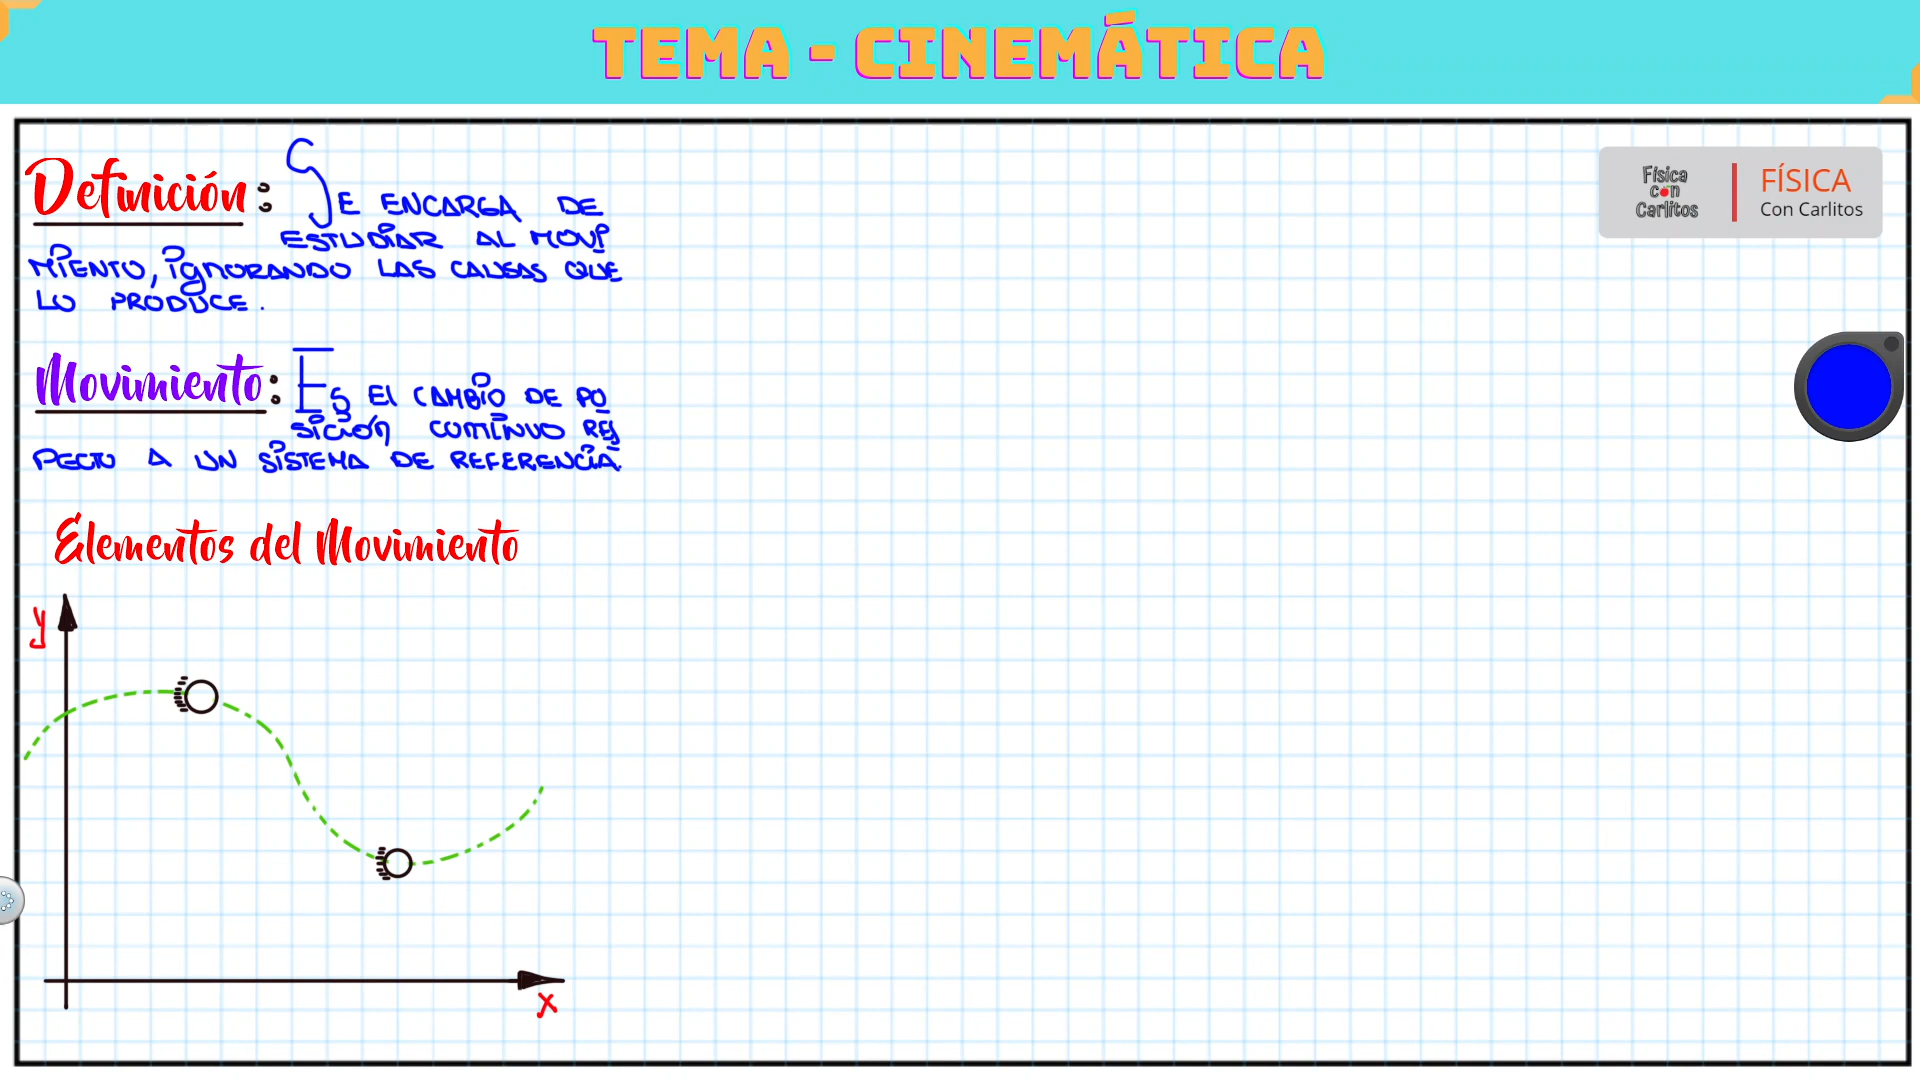 TEMA - CINEMÁTICA
Definición: SE ENCARGA DE
ESTUDIAR AL MOVI
MIENTO, IGNORANDO LAS CAUSAS QUE
LO PRODUCE.
Movimiento: ES El CAMBIO DE PO
SICIÓN CONTINUO RES
PECTO A UN SISTEMA DE REFERENCIA.
Elementos del Movimiento
y
x
Física
con
Carlitos
FÍSICA
Con Carlitos